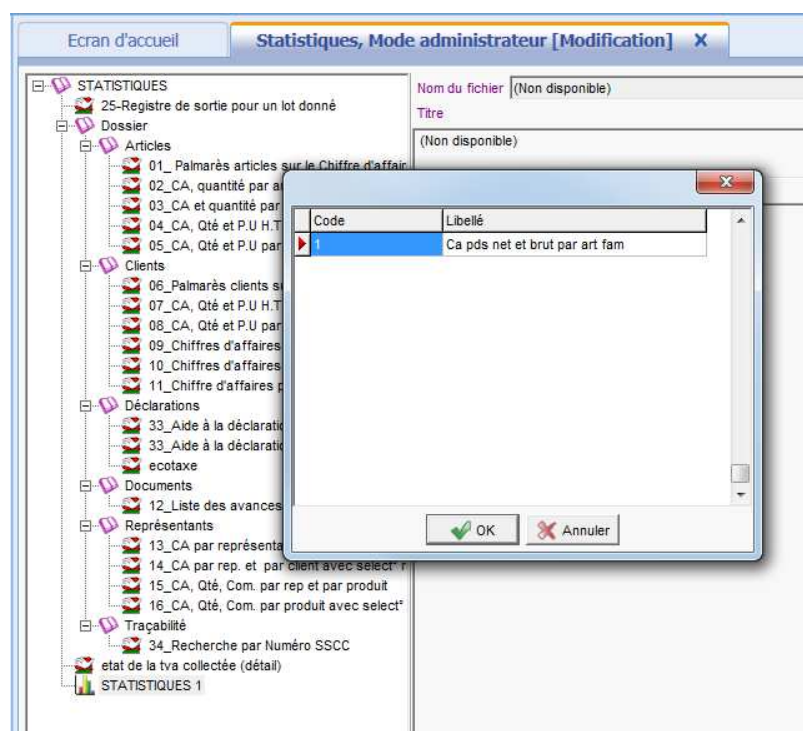 Ecran d'accueil
Statistiques, Mode administrateur [Modification] X
STATISTIQUES
25-Registre de sortie pour un lot donné
Dossier
Articles
01_ Palmarès articles sur le Chiffre d'affair
02_CA, quantité par a
03_CA et quantité par
04_CA, Qté et P.U H.T
05_CA, Qté et P.U par
Clients
06_Palmarès clients s
07_CA, Qté et P.U H.T
08_CA, Qté et P.U par
09_Chiffres d'affaires
10_Chiffres d'affaires
11_Chiffre d'affaires p
Déclarations
33_Aide à la déclaratio
33_Aide à la déclaratio
ecotaxe
Documents
12_Liste des avances
Représentants
13_CA par représenta
14_CA par rep. et par client avec select° r
15_CA, Qté, Com. par rep et par produit
16_CA, Qté, Com. par produit avec select°
Traçabilité
34_Recherche par Numéro SSCC
etat de la tva collectée (détail)
STATISTIQUES 1
Nom du fichier (Non disponible)
Titre
(Non disponible)
Code Libellé
1 Ca pds net et brut par art fam
OK Annuler